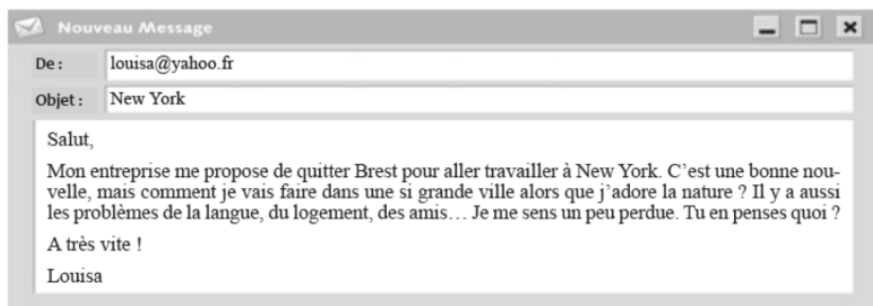 Nouveau Message
De : louisa@yahoo.fr
Objet : New York
Salut,
Mon entreprise me propose de quitter Brest pour aller travailler à New York. C'est une bonne nou-
velle, mais comment je vais faire dans une si grande ville alors que j'adore la nature ? Il y a aussi
les problèmes de la langue, du logement, des amis… Je me sens un peu perdue. Tu en penses quoi ?
A très vite !
Louisa